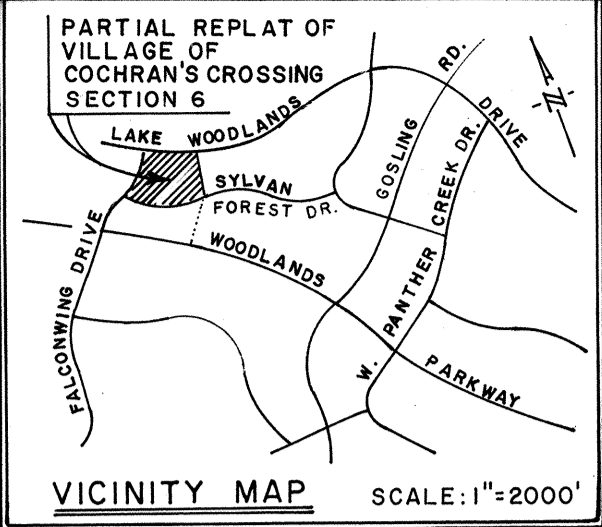 PARTIAL REPLAT OF
VILLAGE OF
COCHRAN'S CROSSING
SECTION 6
LAKE WOODLANDS DRIVE
GOSLING RD.
SYLVAN
FOREST DR.
W. PANTHER CREEK DR.
WOODLANDS PARKWAY
FALCONWING DRIVE
N
VICINITY MAP
SCALE: 1"=2000'